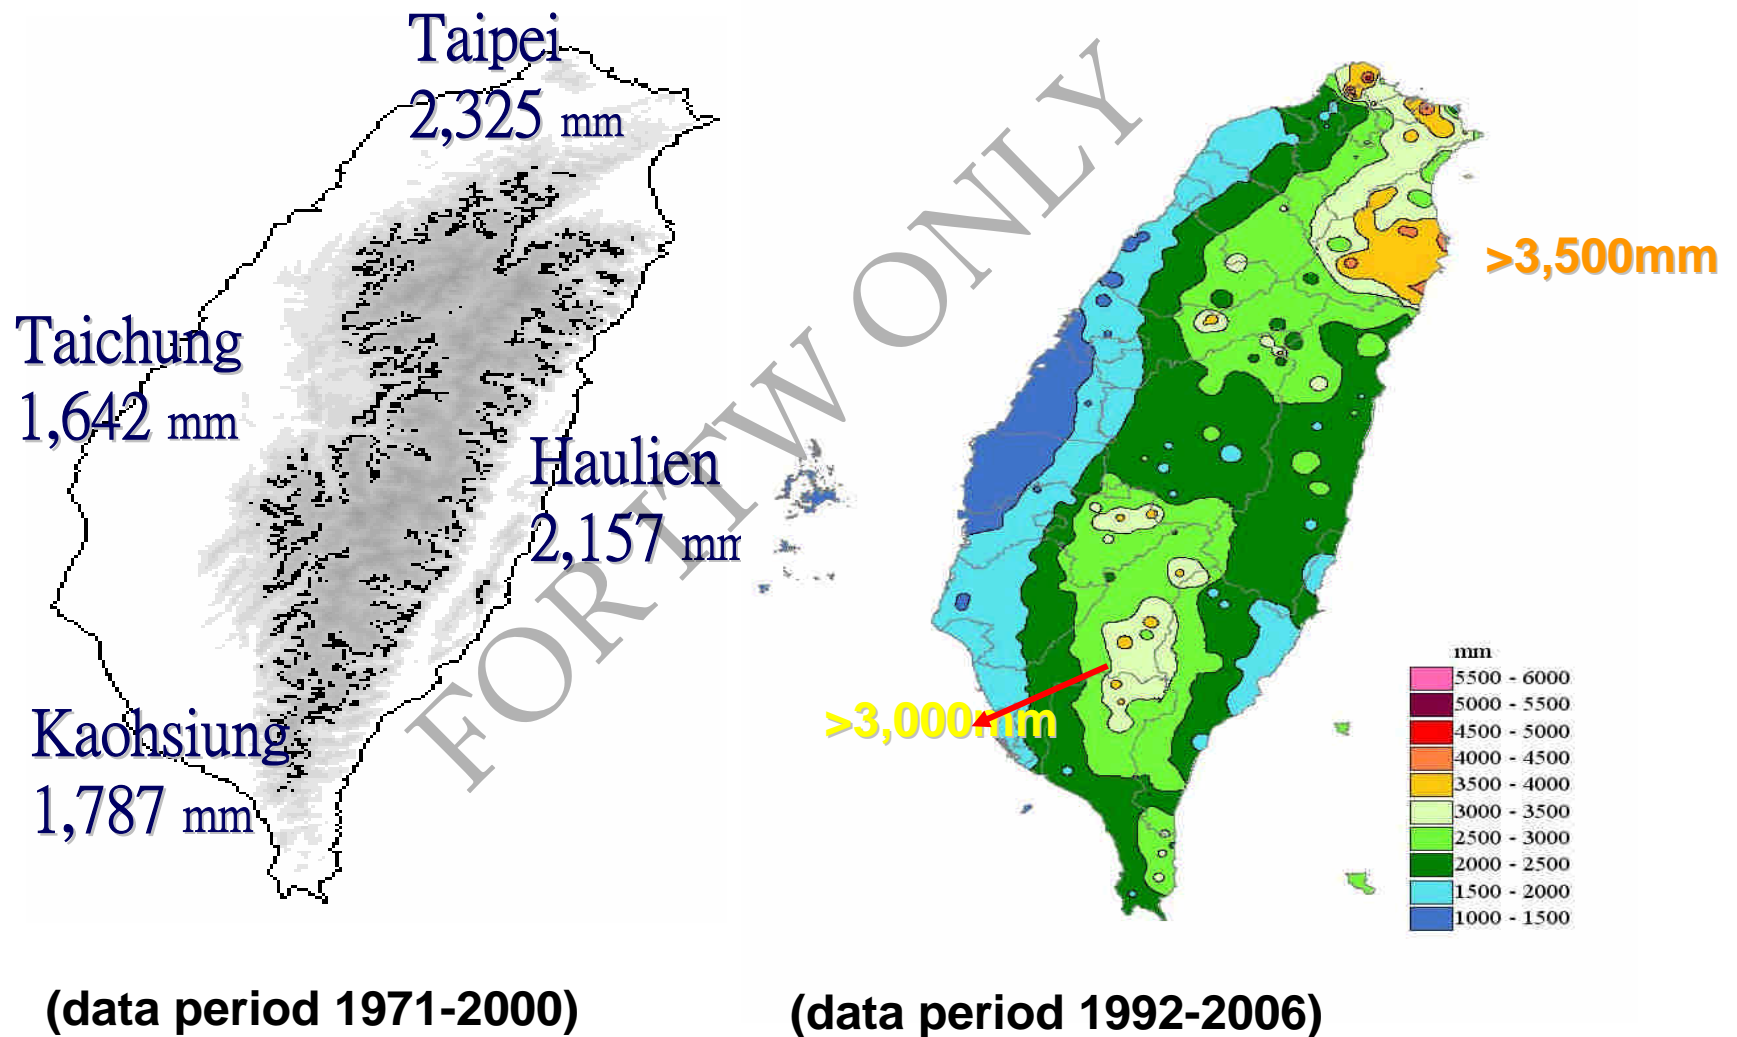 Taipei
2,325 mm
Taichung
1,642 mm
Haulien
2,157 mm
Kaohsiung
1,787 mm
(data period 1971-2000)
FOR ITW ONLY
>3,500mm
>3,000mm
mm
5500 - 6000
5000 - 5500
4500 - 5000
4000 - 4500
3500 - 4000
3000 - 3500
2500 - 3000
2000 - 2500
1500 - 2000
1000 - 1500
(data period 1992-2006)